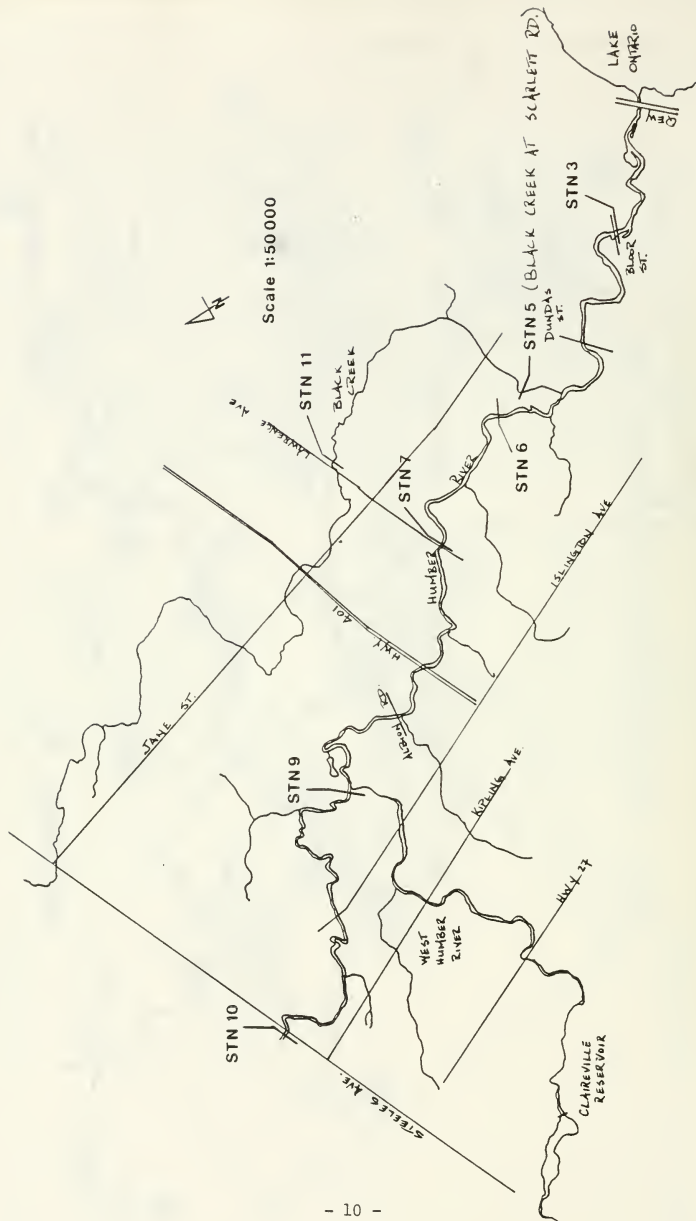 LAKE
ONTARIO
QEW
STN 3
BLOOR
ST.
STN 5 (BLACK CREEK AT SCARLETT RD.)
DUNDAS
ST.
Scale 1:50 000
N
STN 11
BLACK
CREEK
LAWRENCE AVE
STN 7
STN 6
HUMBER
RIVER
ISLINGTON AVE
HWY 401
JANE ST.
ALBION RD.
STN 9
KIPLING AVE.
WEST
HUMBER
RIVER
HWY 27
STN 10
STEELES AVE.
CLAIREVILLE
RESERVOIR
- 10 -